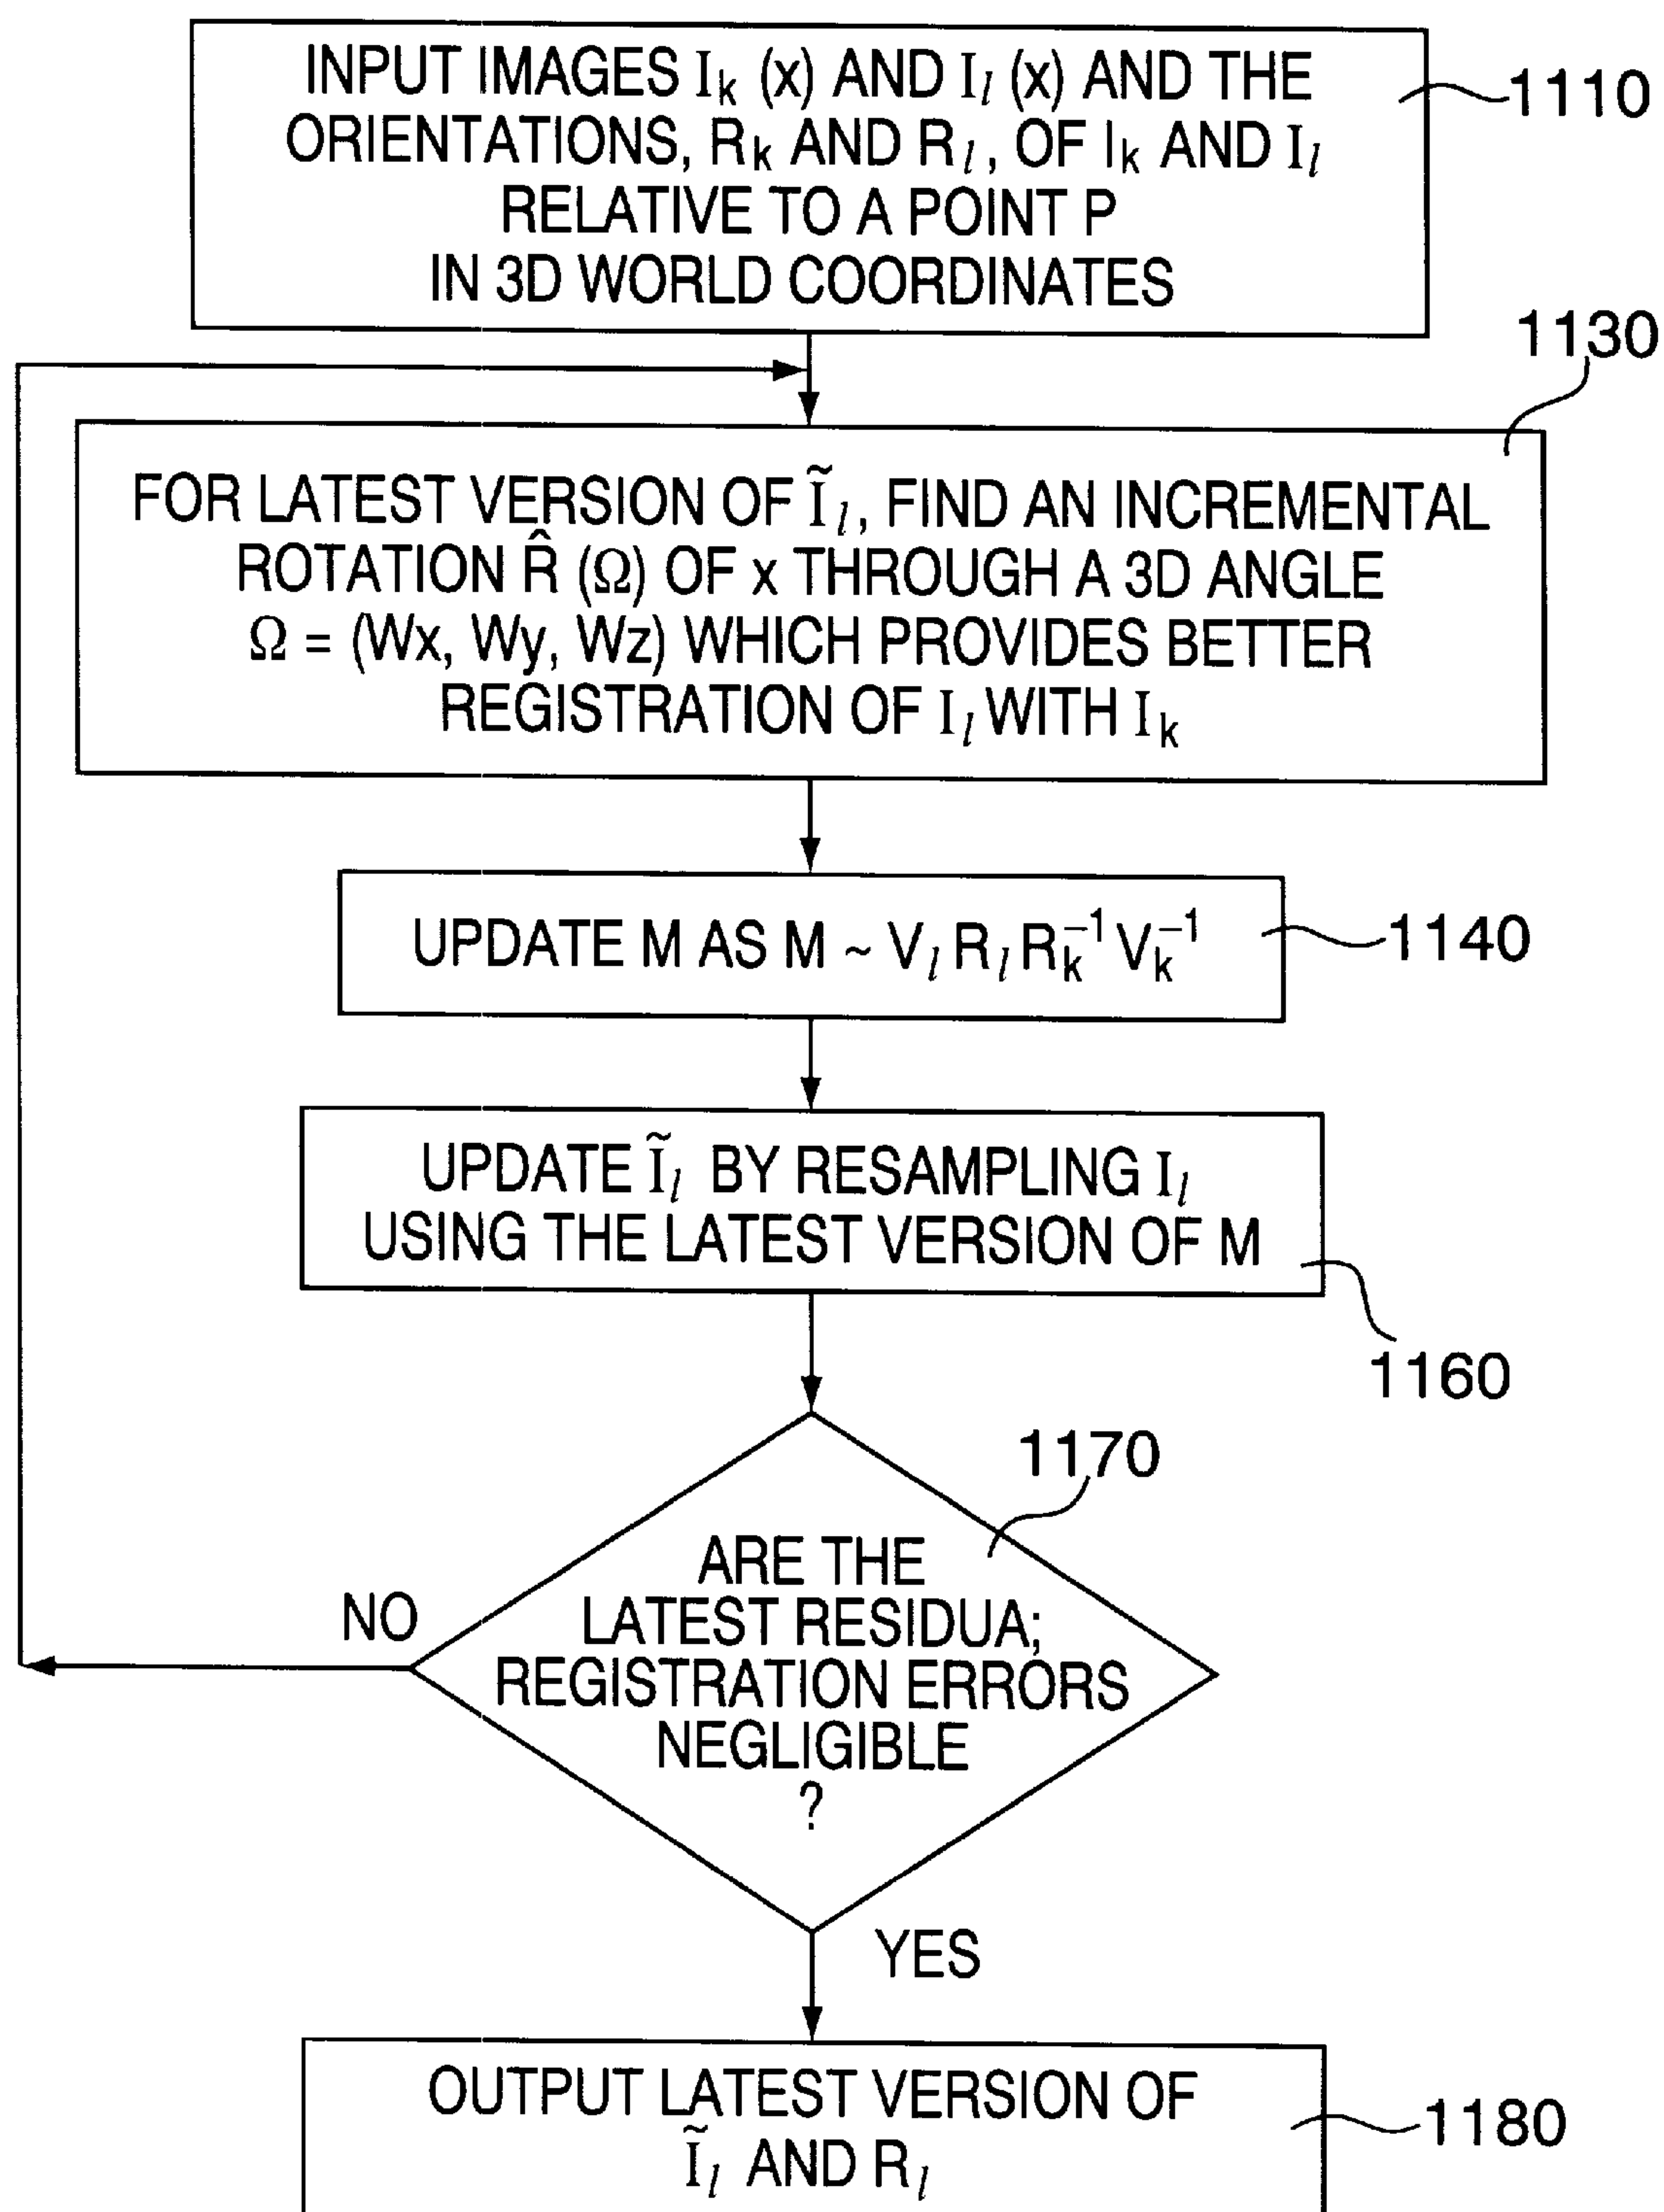 INPUT IMAGES Iₖ (x) AND Iₗ (x) AND THE
ORIENTATIONS, Rₖ AND Rₗ, OF Iₖ AND Iₗ
RELATIVE TO A POINT P
IN 3D WORLD COORDINATES
1110
1130
FOR LATEST VERSION OF Ĩₗ, FIND AN INCREMENTAL
ROTATION R̂ (Ω) OF x THROUGH A 3D ANGLE
Ω = (Wx, Wy, Wz) WHICH PROVIDES BETTER
REGISTRATION OF Iₗ WITH Iₖ
UPDATE M AS M ~ Vₗ Rₗ Rₖ⁻¹ Vₖ⁻¹
1140
UPDATE Ĩₗ BY RESAMPLING Iₗ
USING THE LATEST VERSION OF M
1160
1170
ARE THE
LATEST RESIDUA;
REGISTRATION ERRORS
NEGLIGIBLE
?
NO
YES
OUTPUT LATEST VERSION OF
Ĩₗ AND Rₗ
1180